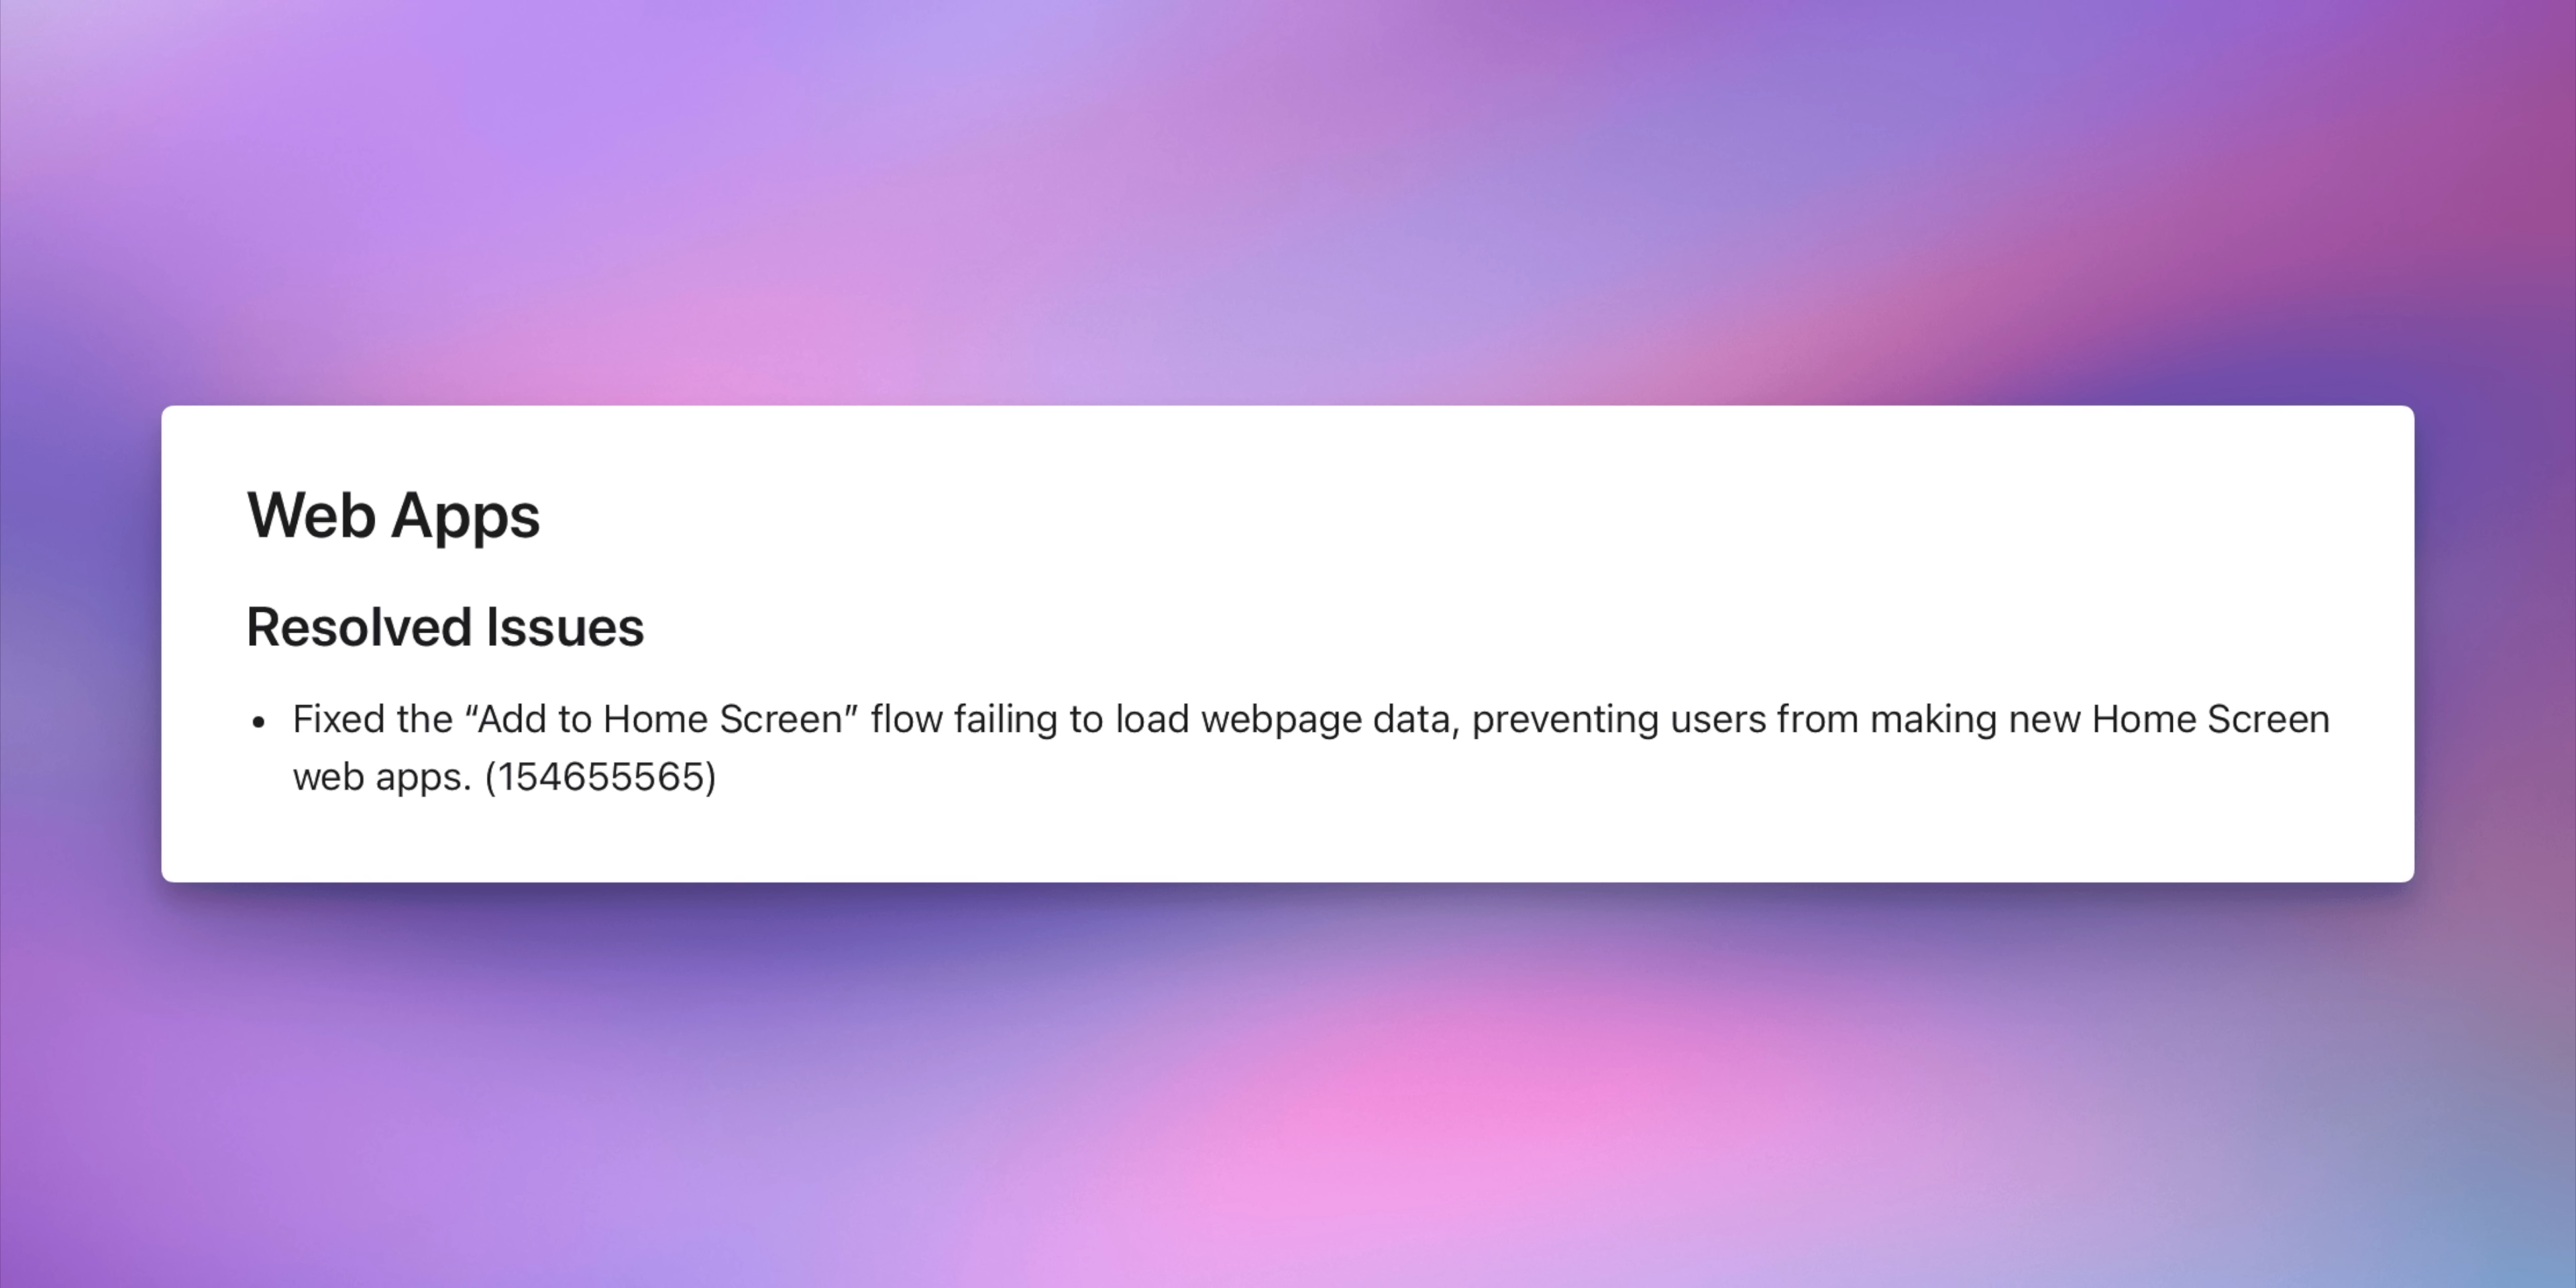 Web Apps
Resolved Issues
• Fixed the “Add to Home Screen” flow failing to load webpage data, preventing users from making new Home Screen
web apps. (154655565)